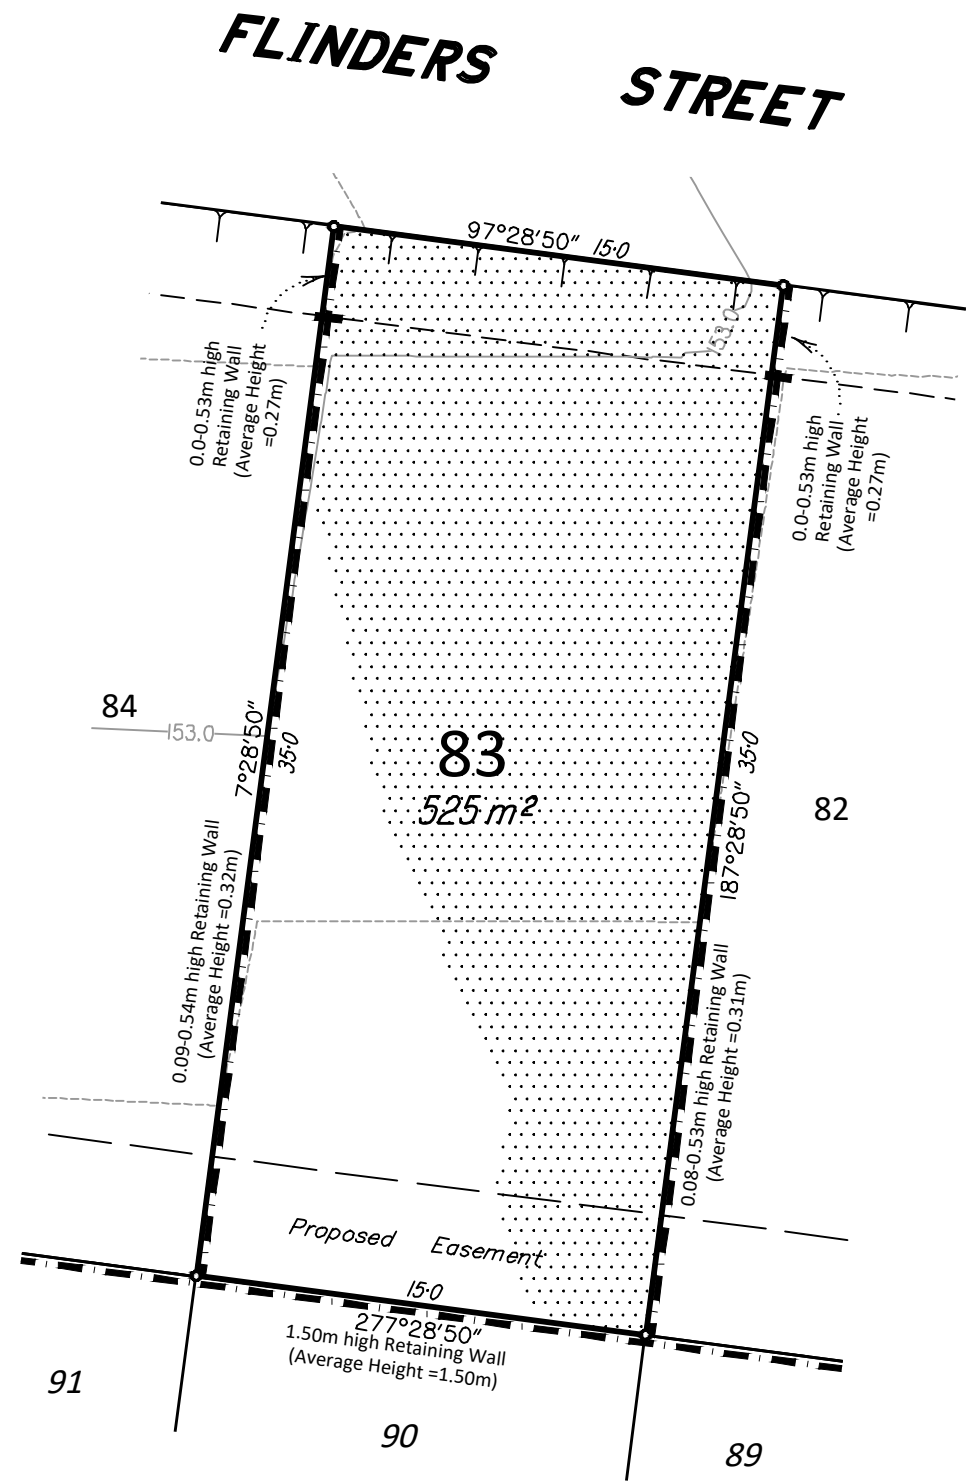 FLINDERS STREET
97°28'50" 15·0
153.0
0.0-0.53m high
Retaining Wall
(Average Height
=0.27m)
0.0-0.53m high
Retaining Wall
(Average Height
=0.27m)
84
153.0
7°28'50"
35·0
83
525 m²
187°28'50" 35·0
82
0.09-0.54m high Retaining Wall
(Average Height =0.32m)
0.08-0.53m high Retaining Wall
(Average Height =0.31m)
Proposed Easement
15·0
277°28'50"
1.50m high Retaining Wall
(Average Height =1.50m)
91
90
89